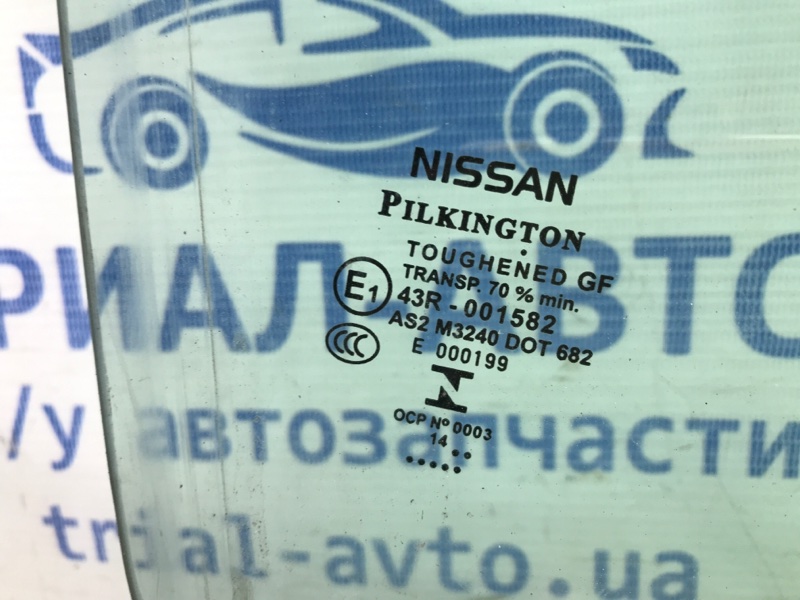 NISSAN
PILKINGTON
TOUGHENED GF
TRANSP. 70 % min.
E1 43R - 001582
AS2 M3240 DOT 682
CCC E 000199
OCP Nº 0003
14 ..
.....
РИАЛ-АВТО
/у автозапчасти
trial-avto.ua